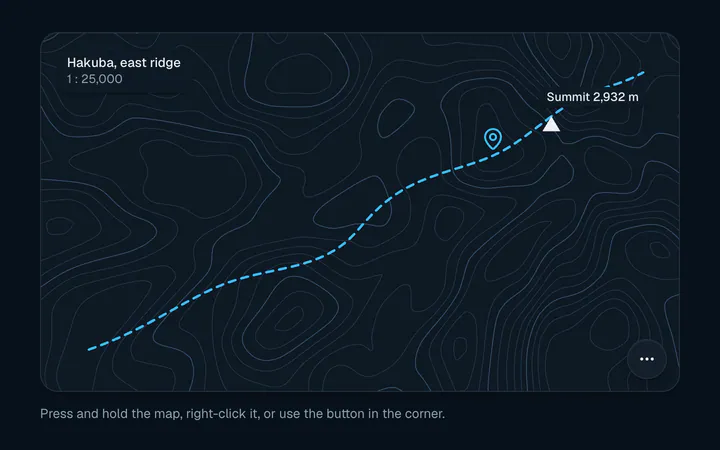 Hakuba, east ridge
1 : 25,000
Summit 2,932 m
Press and hold the map, right-click it, or use the button in the corner.